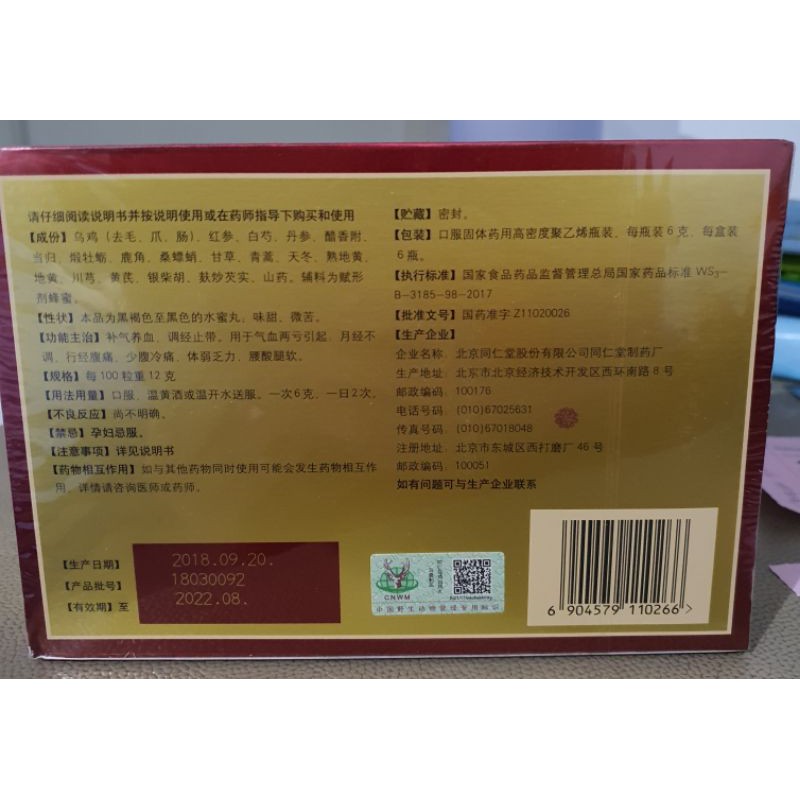 请仔细阅读说明书并按说明使用或在药师指导下购买和使用
【成份】乌鸡（去毛、爪、肠）、红参、白芍、丹参、醋香附、
当归、煅牡蛎、鹿角、桑螵蛸、甘草、青蒿、天冬、熟地黄、
地黄、川芎、黄芪、银柴胡、麸炒芡实、山药。辅料为赋形
剂蜂蜜。
【性状】本品为黑褐色至黑色的水蜜丸，味甜、微苦。
【功能主治】补气养血，调经止带。用于气血两亏引起，月经不
调，行经腹痛，少腹冷痛，体弱乏力，腰酸腿软。
【规格】每100粒重12克
【用法用量】口服，温黄酒或温开水送服。一次6克，一日2次。
【不良反应】尚不明确。
【禁忌】孕妇忌服。
【注意事项】详见说明书
【药物相互作用】如与其他药物同时使用可能会发生药物相互作
用，详情请咨询医师或药师。
【贮藏】密封。
【包装】口服固体药用高密度聚乙烯瓶装，每瓶装6克，每盒装
6瓶。
【执行标准】国家食品药品监督管理总局国家药品标准WS₃-
B-3185-98-2017
【批准文号】国药准字Z11020026
【生产企业】
企业名称：北京同仁堂股份有限公司同仁堂制药厂
生产地址：北京市北京经济技术开发区西环南路8号
邮政编码：100176
电话号码：(010)67025631
传真号码：(010)67018048
注册地址：北京市东城区西打磨厂46号
邮政编码：100051
如有问题可与生产企业联系
【生产日期】2018.09.20.
【产品批号】18030092
【有效期】至 2022.08.
CNWM
中国野生动物管理专用标识
6 904579 110266>